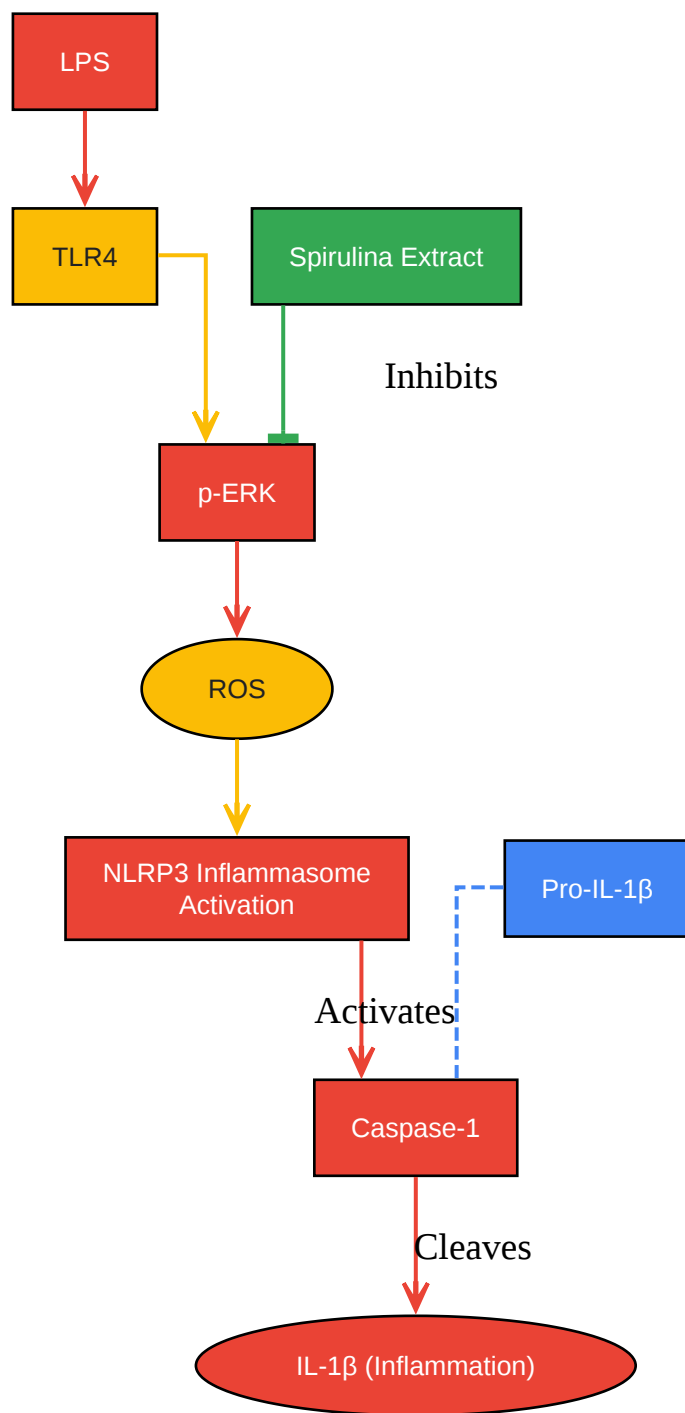 LPS
TLR4
Spirulina Extract
Inhibits
p-ERK
ROS
NLRP3 Inflammasome
Activation
Pro-IL-1β
Activates
Caspase-1
Cleaves
IL-1β (Inflammation)